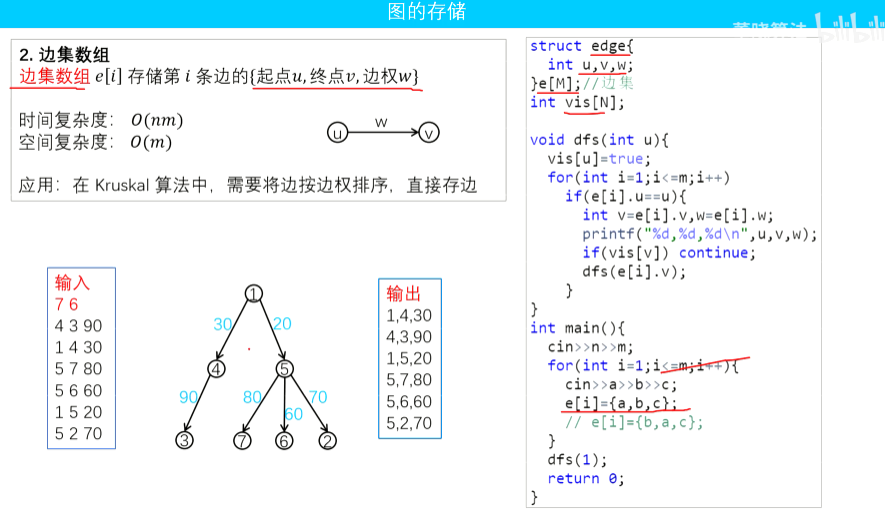 图的存储
2. 边集数组
边集数组 e[i] 存储第 i 条边的{起点u,终点v,边权w}
时间复杂度： O(nm)
空间复杂度： O(m)
u
w
v
应用：在 Kruskal 算法中，需要将边按边权排序，直接存边
输入
7 6
4 3 90
1 4 30
5 7 80
5 6 60
1 5 20
5 2 70
1
30
20
4
5
90
80
60
70
3
7
6
2
输出
1,4,30
4,3,90
1,5,20
5,7,80
5,6,60
5,2,70
struct edge{
int u,v,w;
}e[M];//边集
int vis[N];
void dfs(int u){
vis[u]=true;
for(int i=1;i<=m;i++)
if(e[i].u==u){
int v=e[i].v,w=e[i].w;
printf("%d,%d,%d\n",u,v,w);
if(vis[v]) continue;
dfs(e[i].v);
}
}
int main(){
cin>>n>>m;
for(int i=1;i<=m;i++){
cin>>a>>b>>c;
e[i]={a,b,c};
// e[i]={b,a,c};
}
dfs(1);
return 0;
}